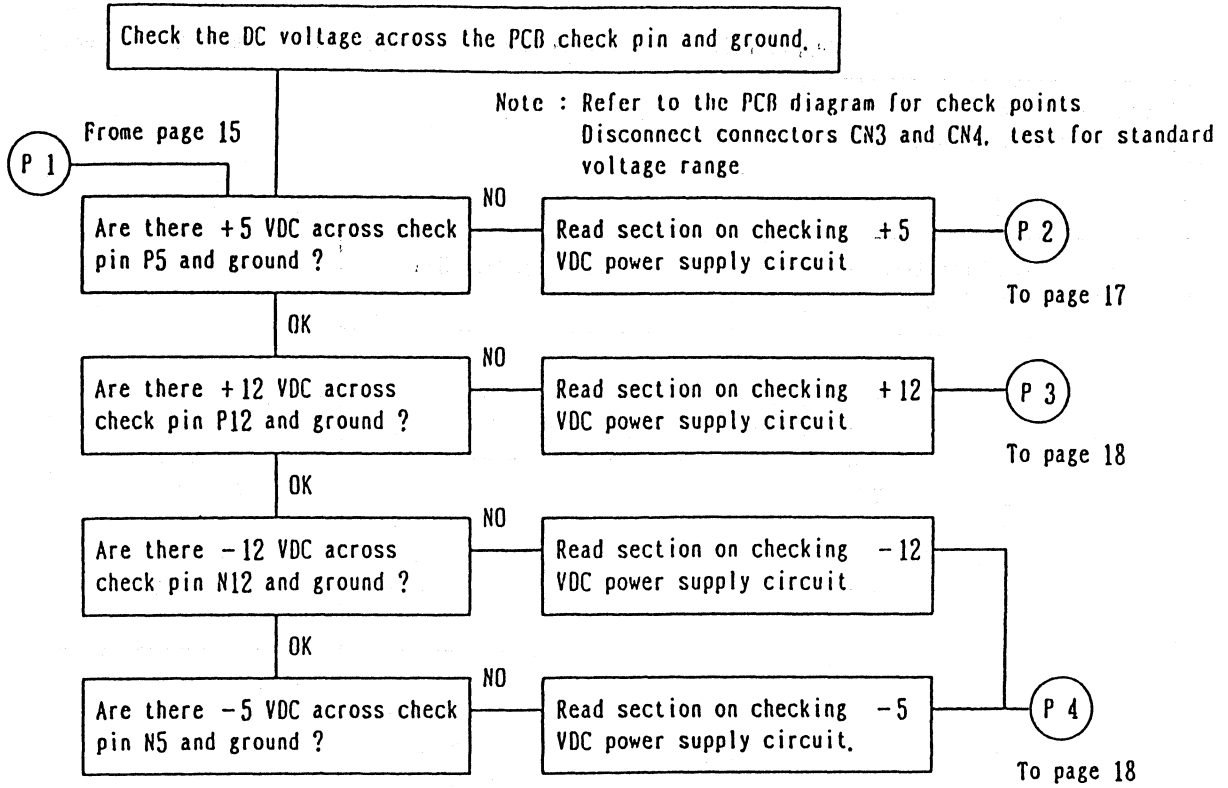 Check the DC voltage across the PCB check pin and ground.
Note : Refer to the PCB diagram for check points
Disconnect connectors CN3 and CN4, test for standard
voltage range
Frome page 15
P 1
Are there +5 VDC across check
pin P5 and ground ?
NO
Read section on checking +5
VDC power supply circuit
P 2
To page 17
OK
Are there +12 VDC across
check pin P12 and ground ?
NO
Read section on checking +12
VDC power supply circuit
P 3
To page 18
OK
Are there -12 VDC across
check pin N12 and ground ?
NO
Read section on checking -12
VDC power supply circuit
OK
Are there -5 VDC across check
pin N5 and ground ?
NO
Read section on checking -5
VDC power supply circuit.
P 4
To page 18